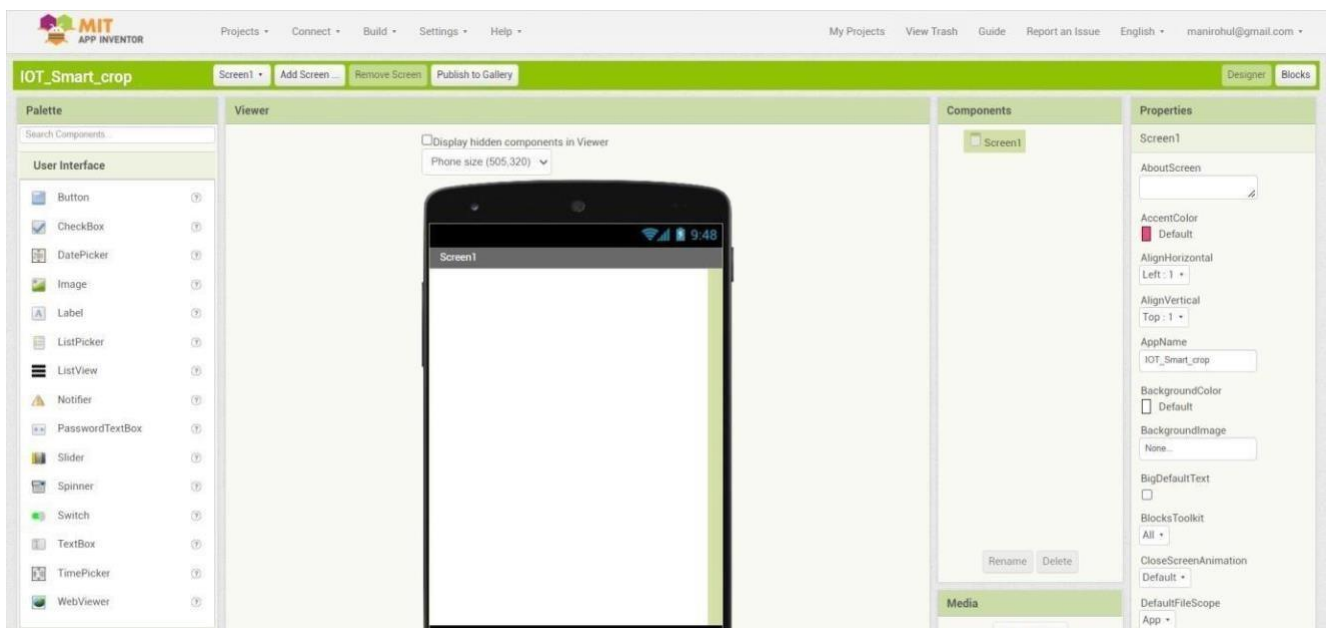 MIT
APP INVENTOR
Projects Connect Build Settings Help My Projects View Trash Guide Report an Issue English manirohul@gmail.com
IOT_Smart_crop Screen1 Add Screen ... Remove Screen Publish to Gallery Designer Blocks
Palette
Search Components...
User Interface
Button
CheckBox
DatePicker
Image
Label
ListPicker
ListView
Notifier
PasswordTextBox
Slider
Spinner
Switch
TextBox
TimePicker
WebViewer
Viewer
Display hidden components in Viewer
Phone size (505,320)
9:48
Screen1
Components
Screen1
Rename Delete
Media
Properties
Screen1
AboutScreen
AccentColor
Default
AlignHorizontal
Left : 1
AlignVertical
Top : 1
AppName
IOT_Smart_crop
BackgroundColor
Default
BackgroundImage
None...
BigDefaultText
BlocksToolkit
All
CloseScreenAnimation
Default
DefaultFileScope
App